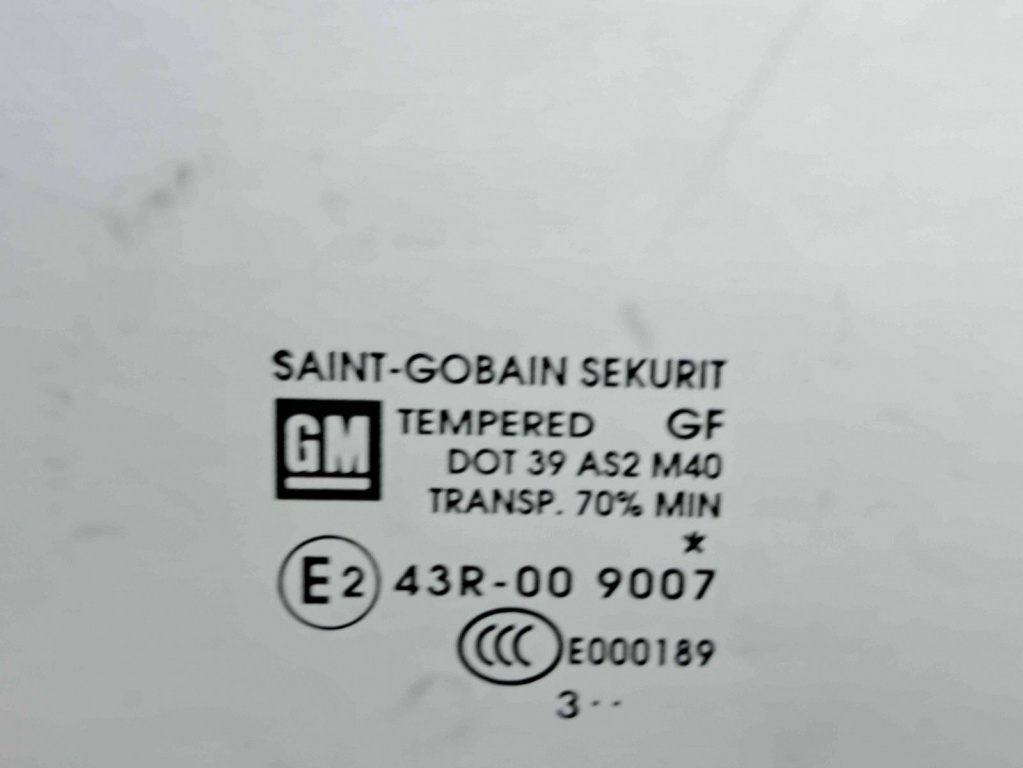 SAINT-GOBAIN SEKURIT
GM TEMPERED GF
DOT 39 AS2 M40
TRANSP. 70% MIN
*
E2 43R-00 9007
CCC E000189
3 ··